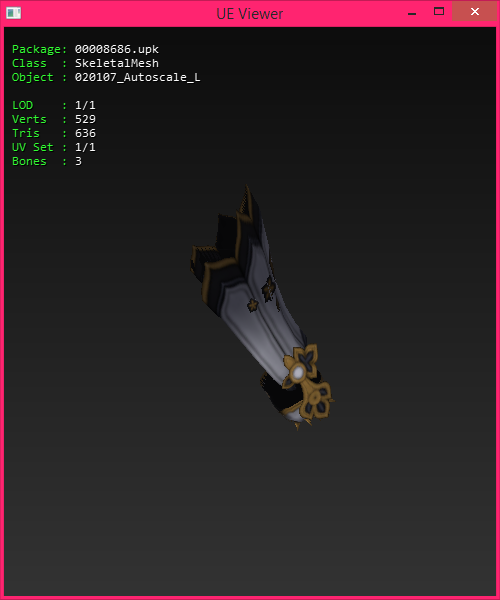 UE Viewer
Package: 00008686.upk
Class : SkeletalMesh
Object : 020107_Autoscale_L
LOD : 1/1
Verts : 529
Tris : 636
UV Set : 1/1
Bones : 3